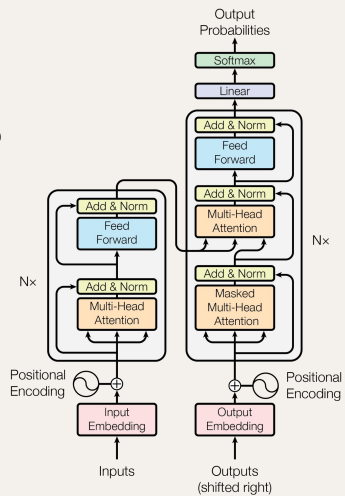 Output
Probabilities
Softmax
Linear
Add & Norm
Feed
Forward
Add & Norm
Multi-Head
Attention
Add & Norm
Masked
Multi-Head
Attention
N×
Positional
Encoding
Output
Embedding
Outputs
(shifted right)
Add & Norm
Feed
Forward
Add & Norm
Multi-Head
Attention
N×
Positional
Encoding
Input
Embedding
Inputs